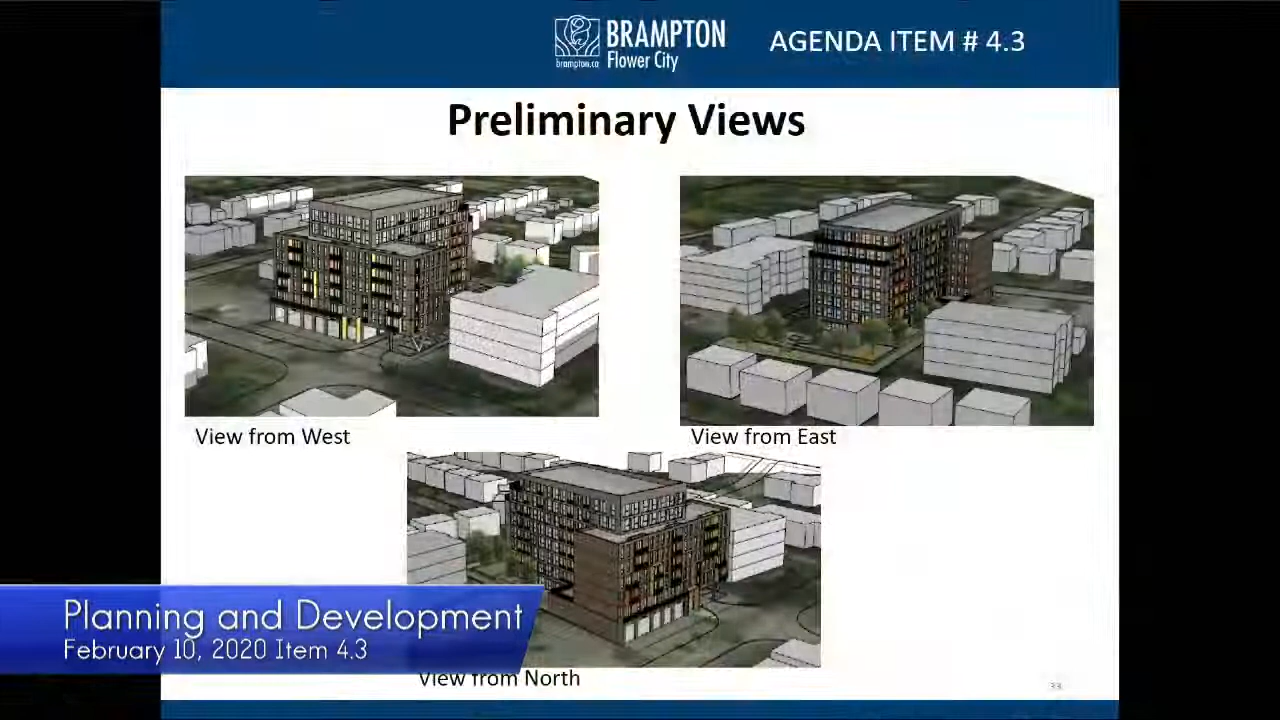 BRAMPTON
Flower City
brampton.ca
AGENDA ITEM # 4.3
Preliminary Views
View from West
View from East
View from North
Planning and Development
February 10, 2020 Item 4.3
33